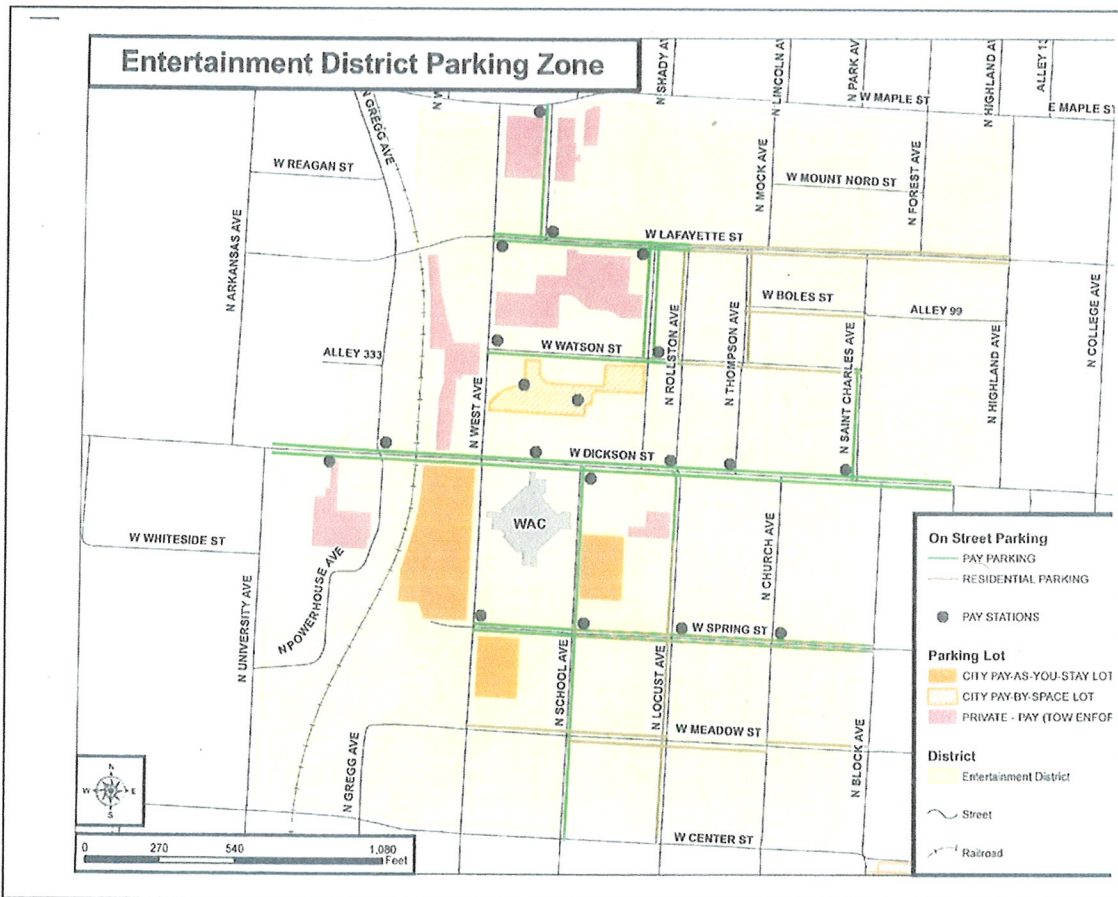 Entertainment District Parking Zone
N SHADY AV
N LINCOLN A
N PARK AV
N HIGHLAND AV
ALLEY 13
N W
W MAPLE ST
E MAPLE ST
N GREGG AVE
W REAGAN ST
N MOCK AVE
W MOUNT NORD ST
N FOREST AVE
N ARKANSAS AVE
W LAFAYETTE ST
W BOLES ST
ALLEY 99
N COLLEGE AVE
ALLEY 333
W WATSON ST
N ROLLSTON AVE
N THOMPSON AVE
N SAINT CHARLES AVE
N HIGHLAND AVE
N WEST AVE
W DICKSON ST
WAC
W WHITESIDE ST
N CHURCH AVE
N POWERHOUSE AVE
N UNIVERSITY AVE
W SPRING ST
N SCHOOL AVE
N LOCUST AVE
W MEADOW ST
N BLOCK AVE
N GREGG AVE
W CENTER ST
On Street Parking
PAY PARKING
RESIDENTIAL PARKING
PAY STATIONS
Parking Lot
CITY PAY-AS-YOU-STAY LOT
CITY PAY-BY-SPACE LOT
PRIVATE - PAY (TOW ENFOR
District
Entertainment District
Street
Railroad
N
W E
S
0 270 540 1,080
Feet